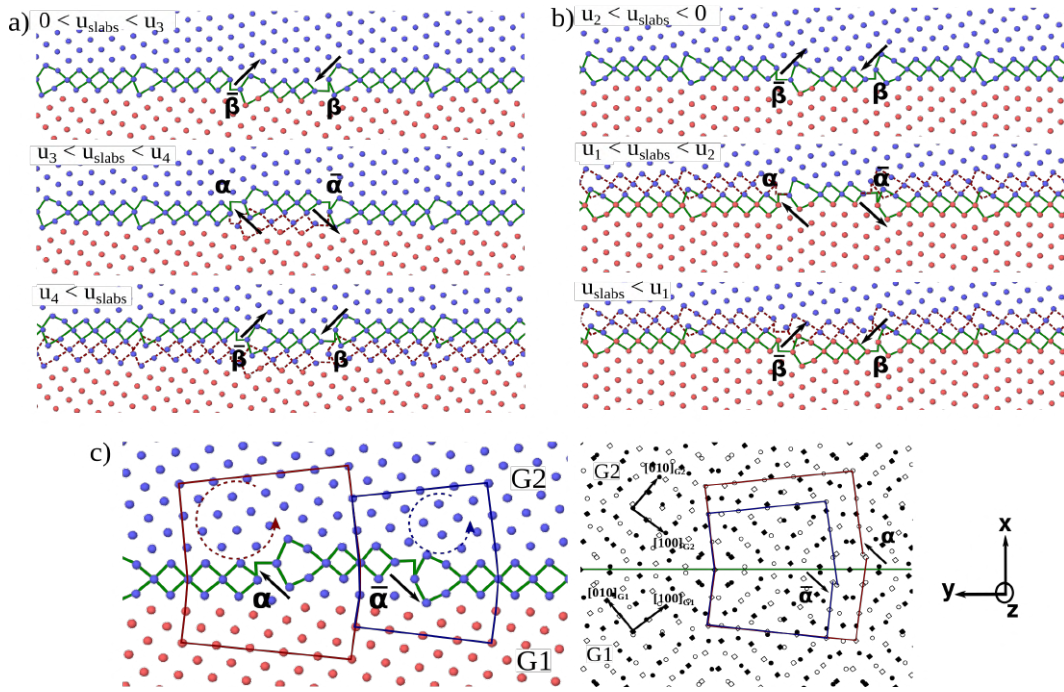 a)
0 < u_slabs < u_3
β̄
β
u_3 < u_slabs < u_4
α
ᾱ
u_4 < u_slabs
β̄
β
b)
u_2 < u_slabs < 0
β̄
β
u_1 < u_slabs < u_2
α
ᾱ
u_slabs < u_1
β̄
β
c)
G2
α
ᾱ
G1
G2
[010]_G2
[100]_G2
α
ᾱ
[010]_G1
[100]_G1
G1
x
y
z